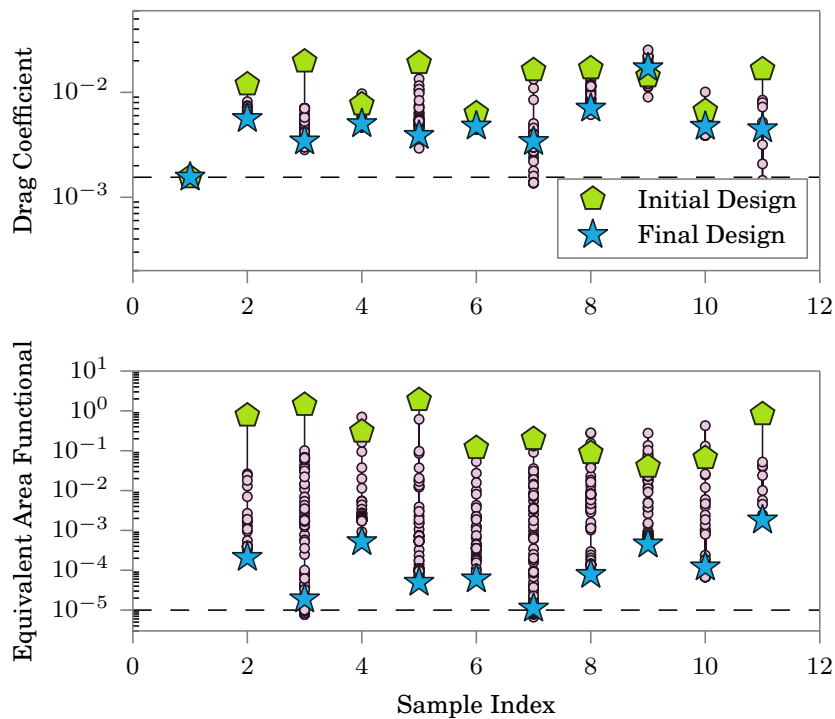 Drag Coefficient
10⁻²
10⁻³
Initial Design
Final Design
0 2 4 6 8 10 12
Equivalent Area Functional
10¹
10⁰
10⁻¹
10⁻²
10⁻³
10⁻⁴
10⁻⁵
0 2 4 6 8 10 12
Sample Index